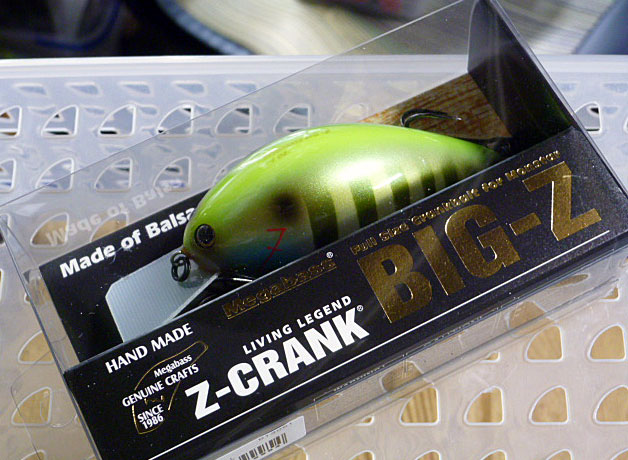 Made of Balsa
Megabass®
Full Size Crankbait for Monster
BIG-Z
LIVING LEGEND
Z-CRANK®
HAND MADE
Megabass
GENUINE CRAFTS
SINCE
1986